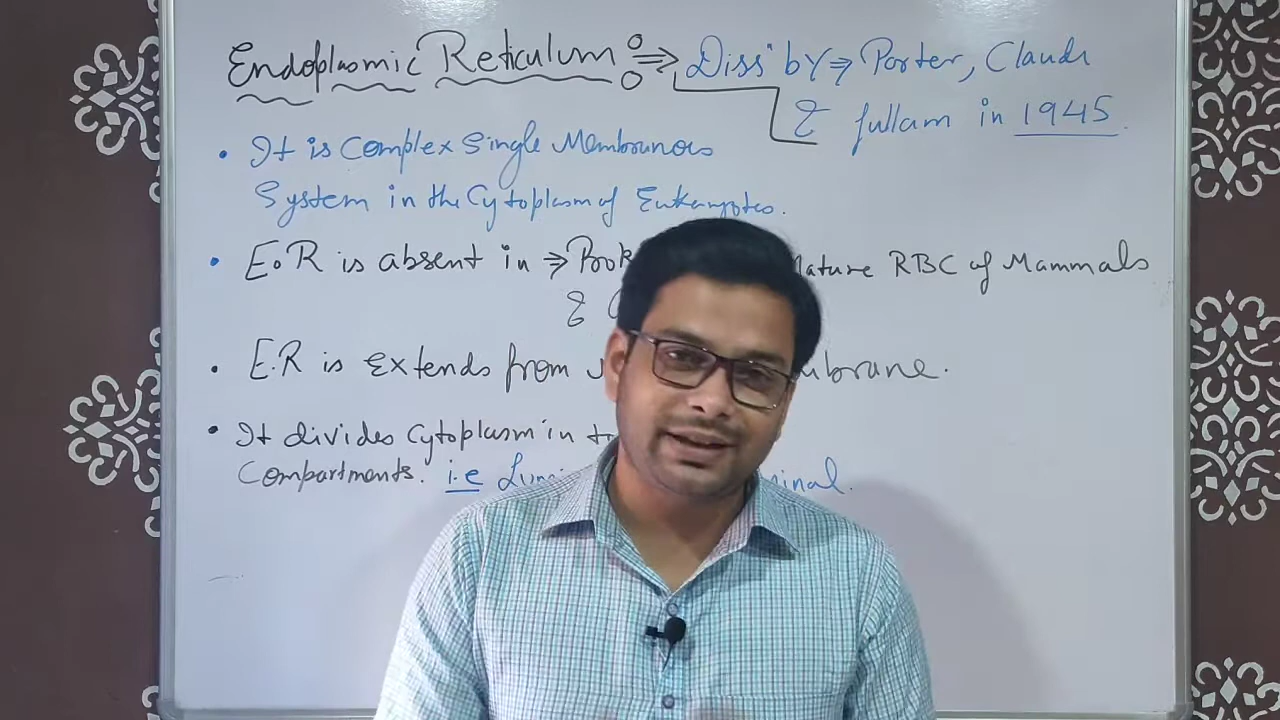 Endoplasmic Reticulum : ⇒ Diss. by ⇒ Porter, Claude
& fullam in 1945.
• It is Complex Single Membranous
System in the Cytoplasm of Eukaryotes.
• E.R is absent in ⇒ Mature RBC of Mammals
&
• E.R is Extends from
• It divides Cytoplasm in
Compartments. i.e